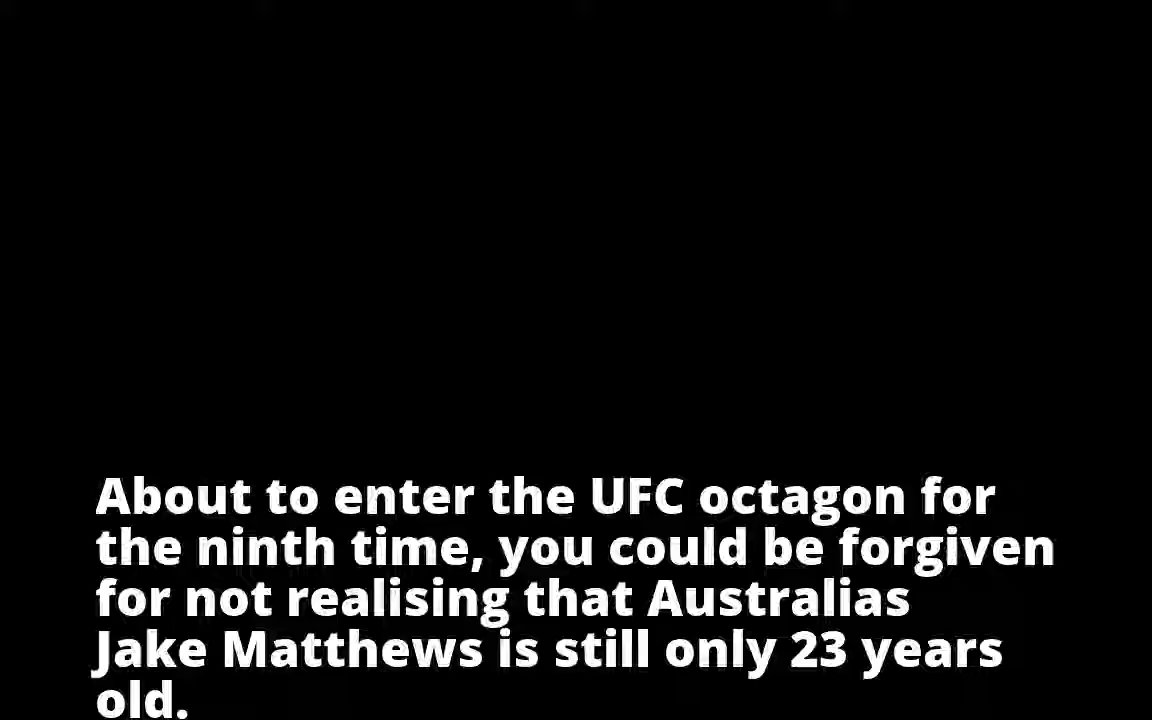 About to enter the UFC octagon for
the ninth time, you could be forgiven
for not realising that Australias
Jake Matthews is still only 23 years
old.